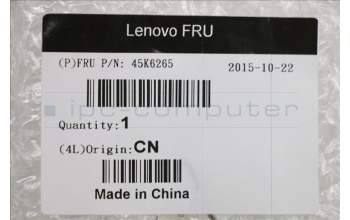 Lenovo FRU
(P)FRU P/N: 45K6265
2015-10-22
ipc-computer
Quantity:1
(4L)Origin:CN
Made in China